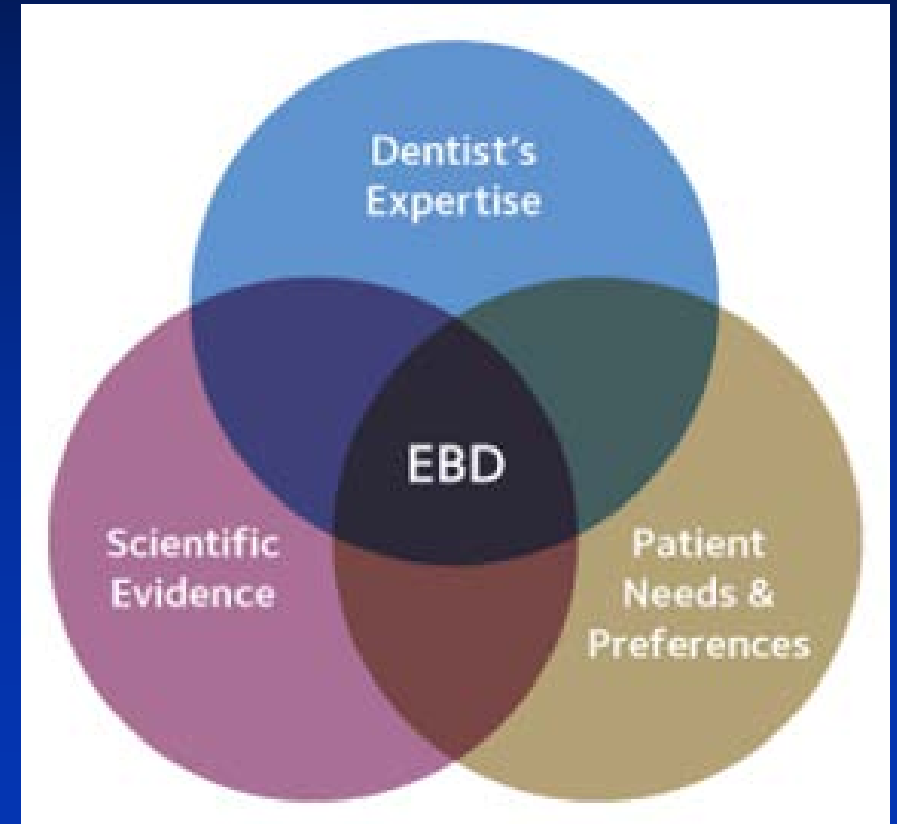 Dentist's
Expertise
EBD
Scientific
Evidence
Patient
Needs &
Preferences